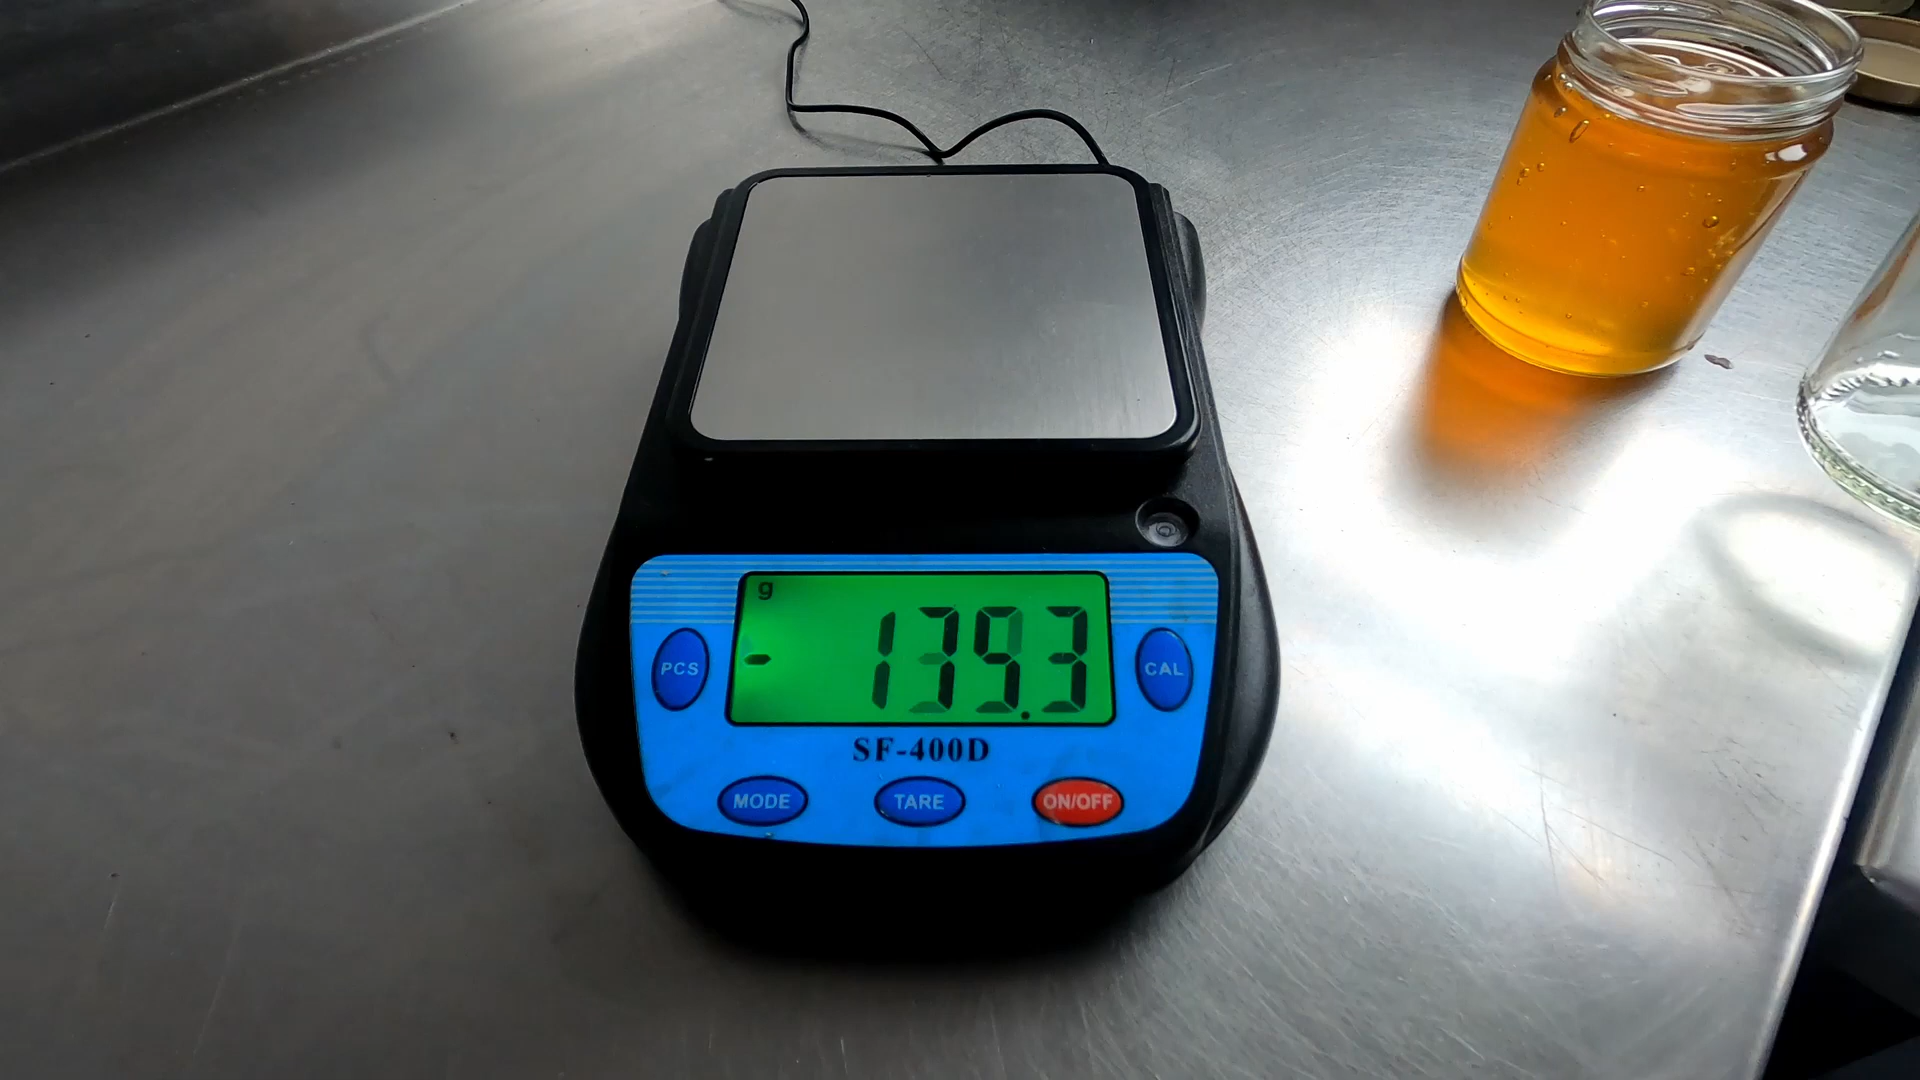 g
- 139.3
PCS
CAL
SF-400D
MODE TARE ON/OFF